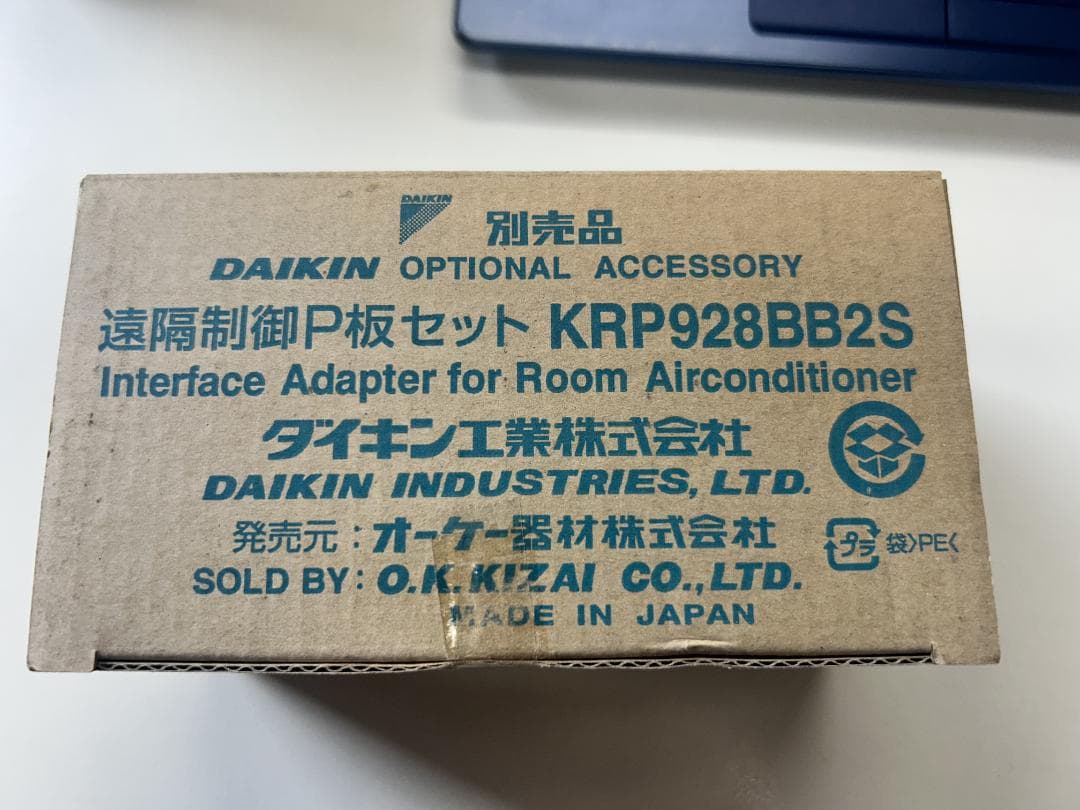 DAIKIN
別売品
DAIKIN OPTIONAL ACCESSORY
遠隔制御P板セット KRP928BB2S
Interface Adapter for Room Airconditioner
ダイキン工業株式会社
DAIKIN INDUSTRIES, LTD.
発売元：オーケー器材株式会社
プラ 袋〉PE〈
SOLD BY: O.K. KIZAI CO.,LTD.
MADE IN JAPAN